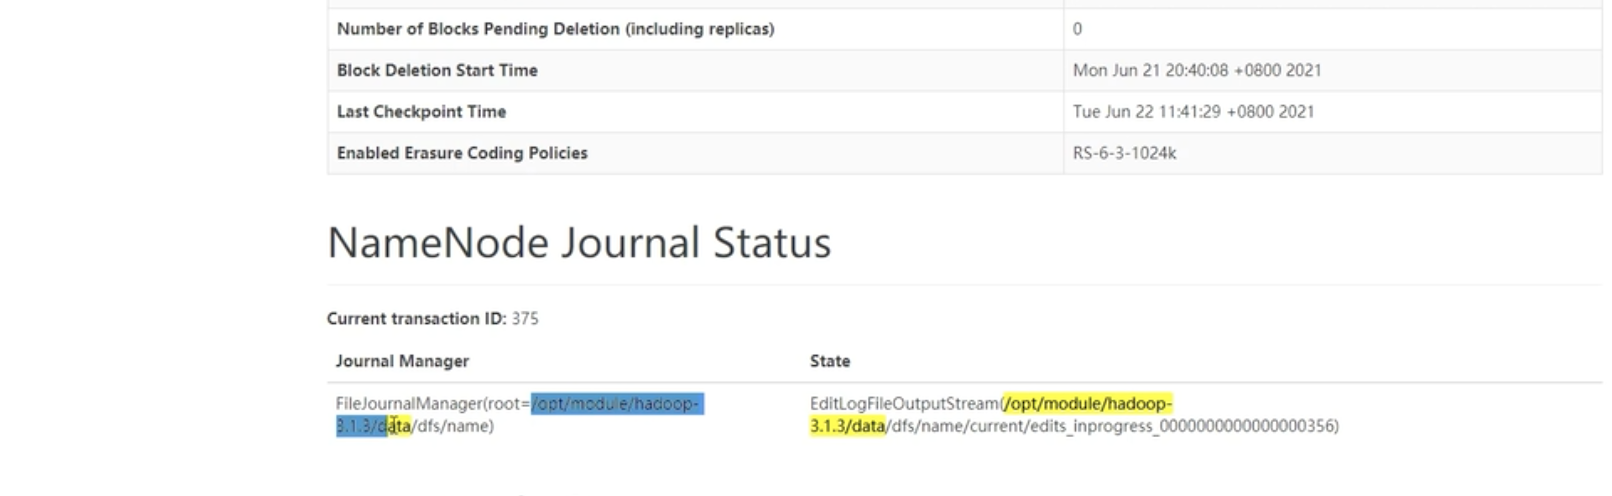 Number of Blocks Pending Deletion (including replicas) 0
Block Deletion Start Time Mon Jun 21 20:40:08 +0800 2021
Last Checkpoint Time Tue Jun 22 11:41:29 +0800 2021
Enabled Erasure Coding Policies RS-6-3-1024k
NameNode Journal Status
Current transaction ID: 375
Journal Manager State
FileJournalManager(root=/opt/module/hadoop- EditLogFileOutputStream(/opt/module/hadoop-
3.1.3/data/dfs/name) 3.1.3/data/dfs/name/current/edits_inprogress_0000000000000000356)